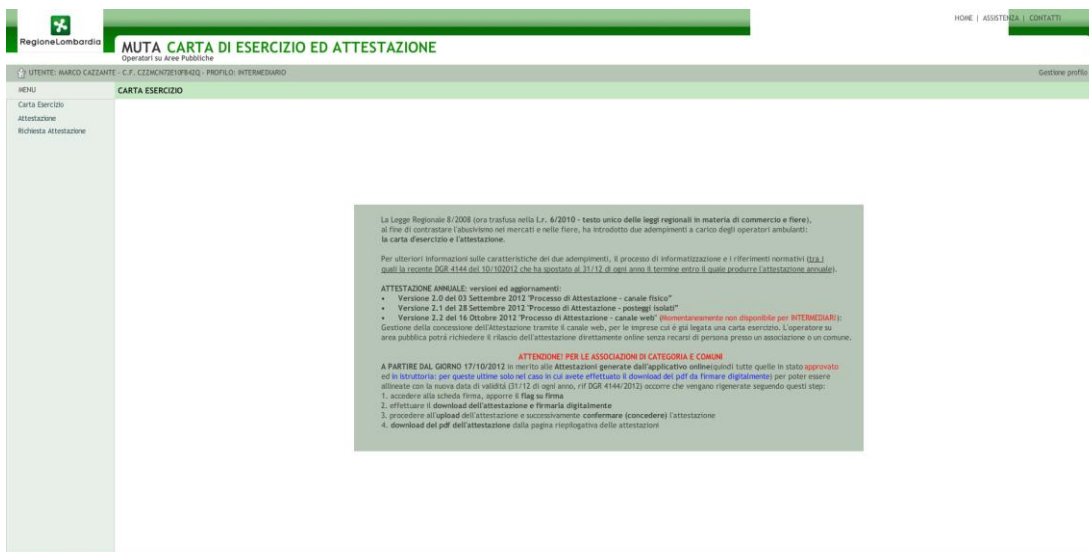 HOME | ASSISTENZA | CONTATTI
RegioneLombardia
MUTA CARTA DI ESERCIZIO ED ATTESTAZIONE
Operatori su Aree Pubbliche
UTENTE: MARCO CAZZANTE - C.F. CZZMCN72E10FB42Q - PROFILO: INTERMEDIARIO
Gestione profilo
MENU
CARTA ESERCIZIO
Carta Esercizio
Attestazione
Richiesta Attestazione
La Legge Regionale 8/2008 (ora trasfusa nella l.r. 6/2010 - testo unico delle leggi regionali in materia di commercio e fiere),
al fine di contrastare l'abusivismo nei mercati e nelle fiere, ha introdotto due adempimenti a carico degli operatori ambulanti:
la carta d'esercizio e l'attestazione.
Per ulteriori informazioni sulle caratteristiche dei due adempimenti, il processo di informatizzazione e i riferimenti normativi (tra i
quali la recente DGR 4144 del 10/102012 che ha spostato al 31/12 di ogni anno il termine entro il quale produrre l'attestazione annuale).
ATTESTAZIONE ANNUALE: versioni ed aggiornamenti:
• Versione 2.0 del 03 Settembre 2012 "Processo di Attestazione - canale fisico"
• Versione 2.1 del 28 Settembre 2012 "Processo di Attestazione - posteggi isolati"
• Versione 2.2 del 16 Ottobre 2012 "Processo di Attestazione - canale web" (Momentaneamente non disponibile per INTERMEDIARI):
Gestione della concessione dell'Attestazione tramite il canale web, per le imprese cui è già legata una carta esercizio. L'operatore su
area pubblica potrà richiedere il rilascio dell'attestazione direttamente online senza recarsi di persona presso un associazione o un comune.
ATTENZIONE! PER LE ASSOCIAZIONI DI CATEGORIA E COMUNI
A PARTIRE DAL GIORNO 17/10/2012 in merito alle Attestazioni generate dall'applicativo online(quindi tutte quelle in stato approvato
ed in istruttoria: per queste ultime solo nel caso in cui avete effettuato il download del pdf da firmare digitalmente) per poter essere
allineate con la nuova data di validità (31/12 di ogni anno, rif DGR 4144/2012) occorre che vengano rigenerate seguendo questi step:
1. accedere alla scheda firma, apporre il flag su firma
2. effettuare il download dell'attestazione e firmarla digitalmente
3. procedere all'upload dell'attestazione e successivamente confermare (concedere) l'attestazione
4. download del pdf dell'attestazione dalla pagina riepilogativa delle attestazioni